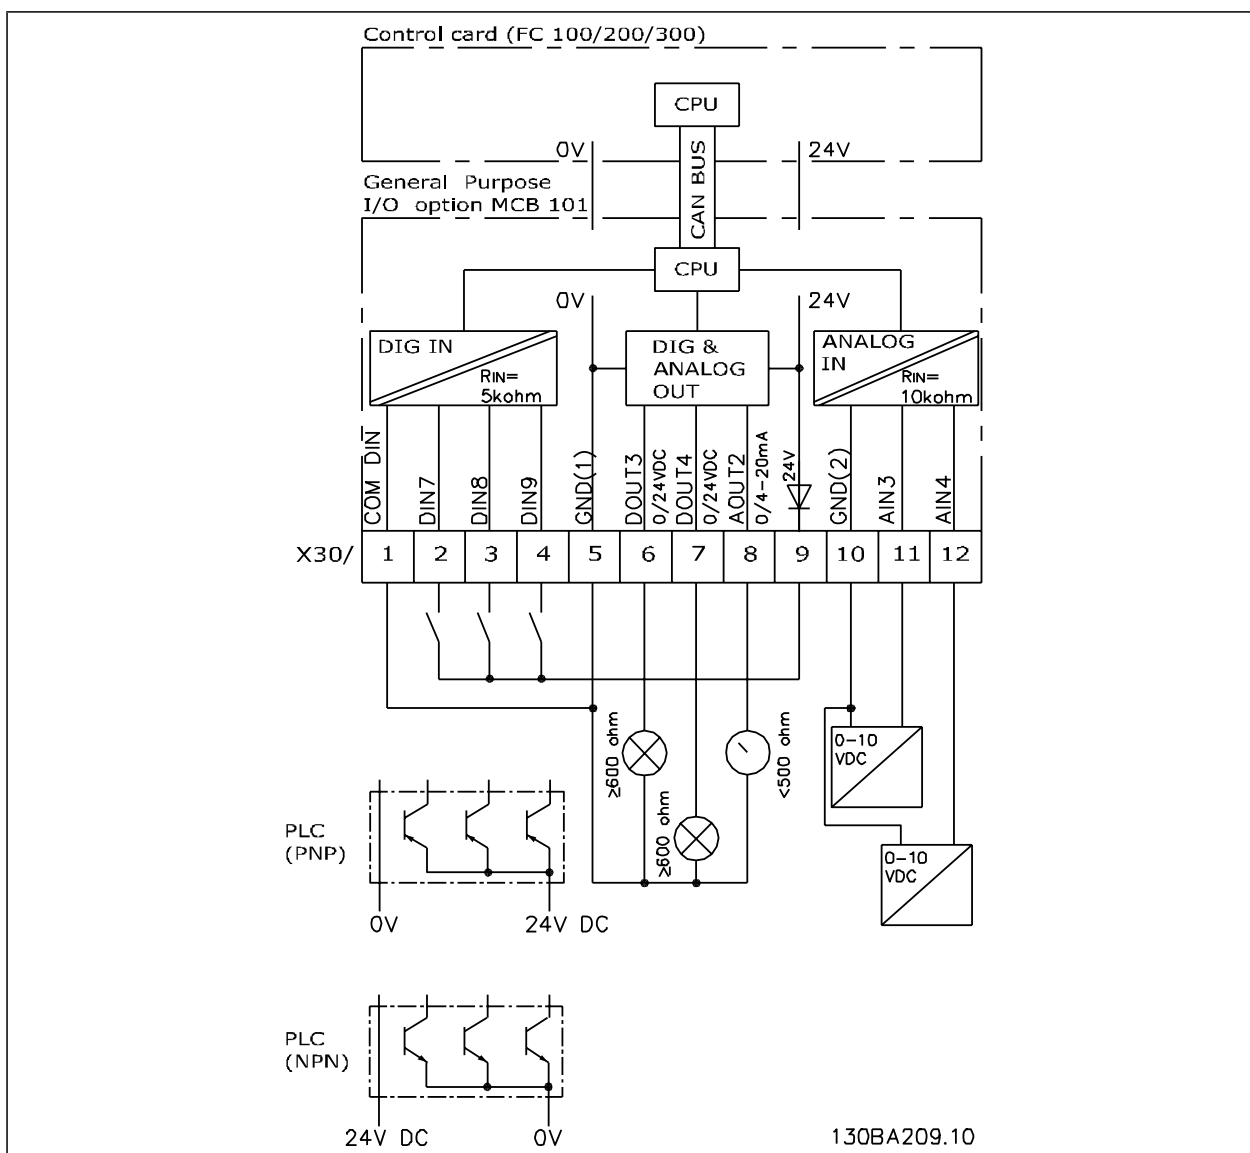 Control card (FC 100/200/300)
CPU
0V
24V
CAN BUS
General Purpose
I/O option MCB 101
CPU
0V
24V
DIG IN
RIN=
5kohm
DIG &
ANALOG
OUT
ANALOG
IN
RIN=
10kohm
COM DIN
DIN7
DIN8
DIN9
GND(1)
DOUT3
0/24VDC
DOUT4
0/24VDC
AOUT2
0/4-20mA
24V
GND(2)
AIN3
AIN4
X30/ 1 2 3 4 5 6 7 8 9 10 11 12
≥600 ohm
≥600 ohm
<500 ohm
0-10
VDC
0-10
VDC
PLC
(PNP)
0V
24V DC
PLC
(NPN)
24V DC
0V
130BA209.10